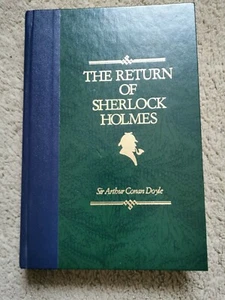 THE RETURN
OF
SHERLOCK
HOLMES
Sir Arthur Conan Doyle